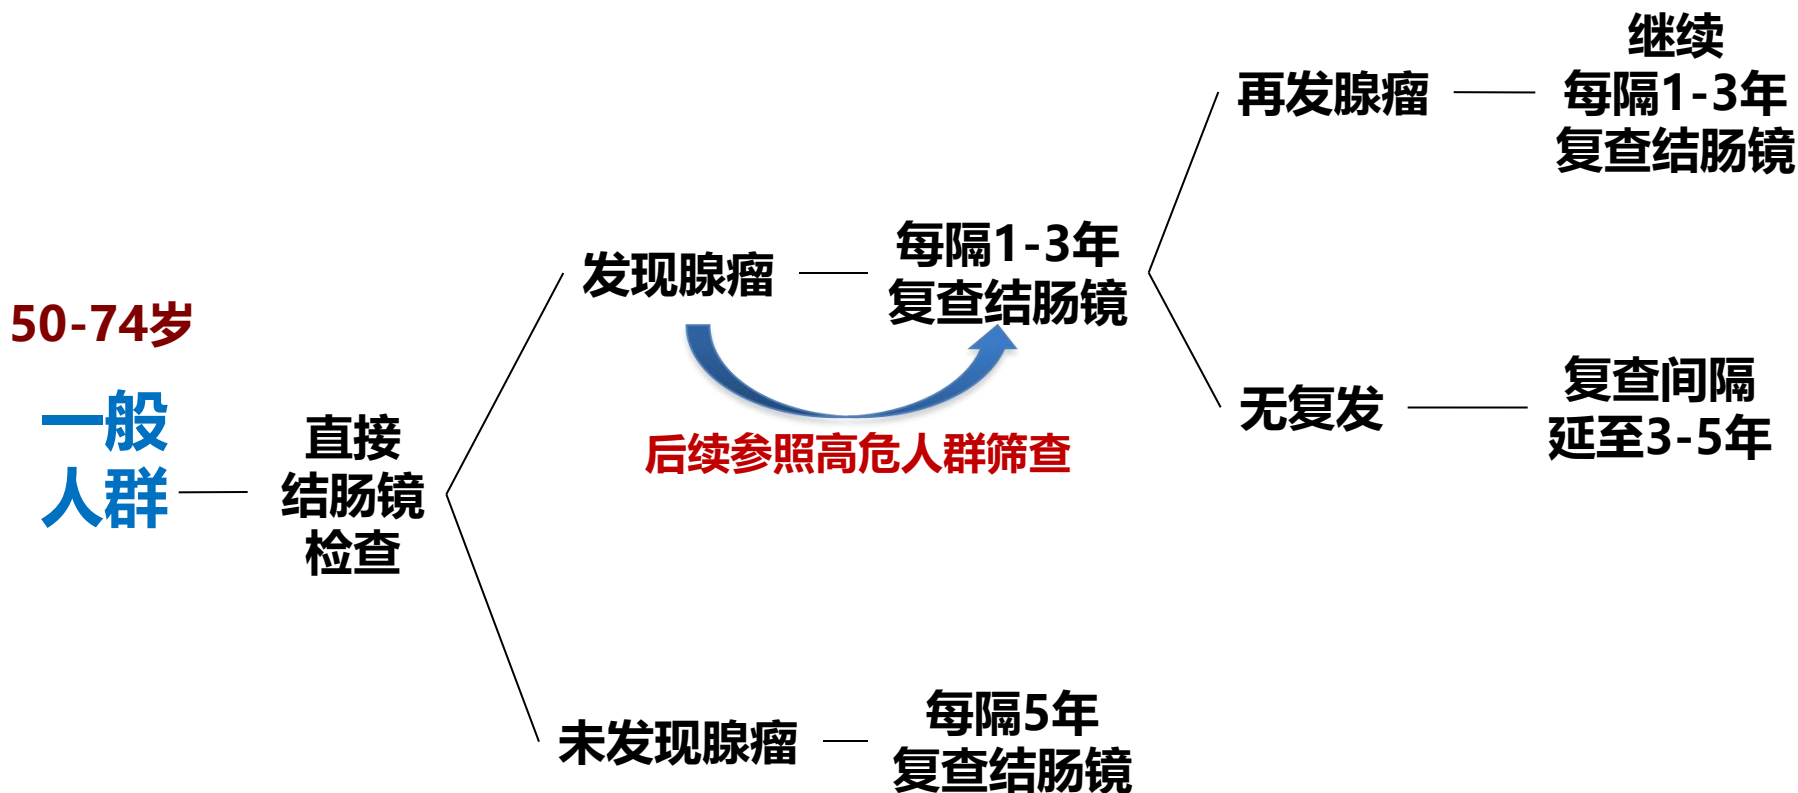 50-74岁
一般
人群
直接
结肠镜
检查
发现腺瘤
每隔1-3年
复查结肠镜
后续参照高危人群筛查
再发腺瘤
继续
每隔1-3年
复查结肠镜
无复发
复查间隔
延至3-5年
未发现腺瘤
每隔5年
复查结肠镜